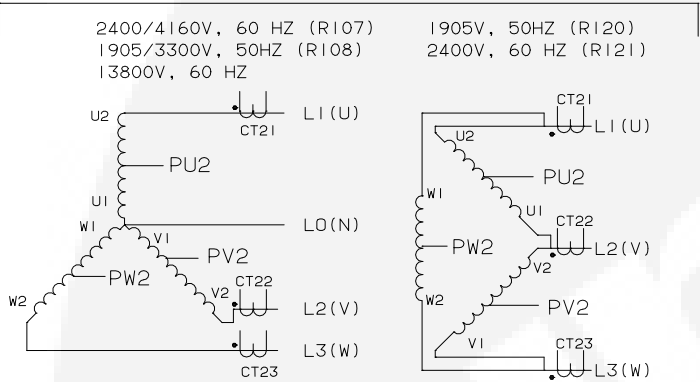 2400/4160V, 60 HZ (R107)
1905/3300V, 50HZ (R108)
13800V, 60 HZ
U2
CT21
L1(U)
PU2
U1
W1
L0(N)
V1
PV2
PW2
W2
V2
CT22
L2(V)
L3(W)
CT23
1905V, 50HZ (R120)
2400V, 60 HZ (R121)
CT21
L1(U)
U2
PU2
W1
U1
CT22
PW2
L2(V)
V2
W2
PV2
V1
CT23
L3(W)